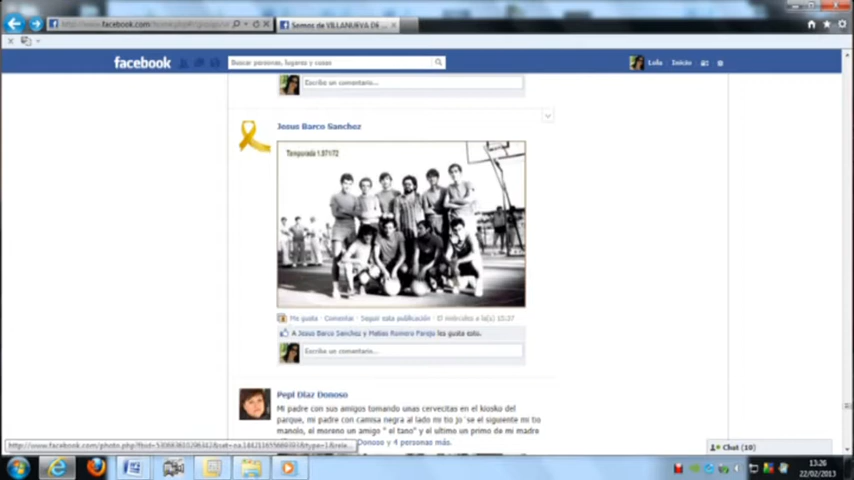 Somos de VILLANUEVA DE ...
facebook
Buscar personas, lugares y cosas
Lola
Inicio
Escribe un comentario...
Jesus Barco Sanchez
Temporada 1.971/72
Me gusta · Comentar · Seguir esta publicación · El miércoles a la(s) 15:37
A Jesus Barco Sanchez y Matías Romero Parejo les gusta esto.
Escribe un comentario...
Pepi Diaz Donoso
Mi padre con sus amigos tomando unas cervecitas en el kiosko del
parque, mi padre con camisa negra al lado mi tio jo´se el siguiente mi tio
manolo, el moreno un amigo " el tano" y el ultimo un primo de mi madre
Donoso y 4 personas más.
Chat (19)
13:26
22/02/2013